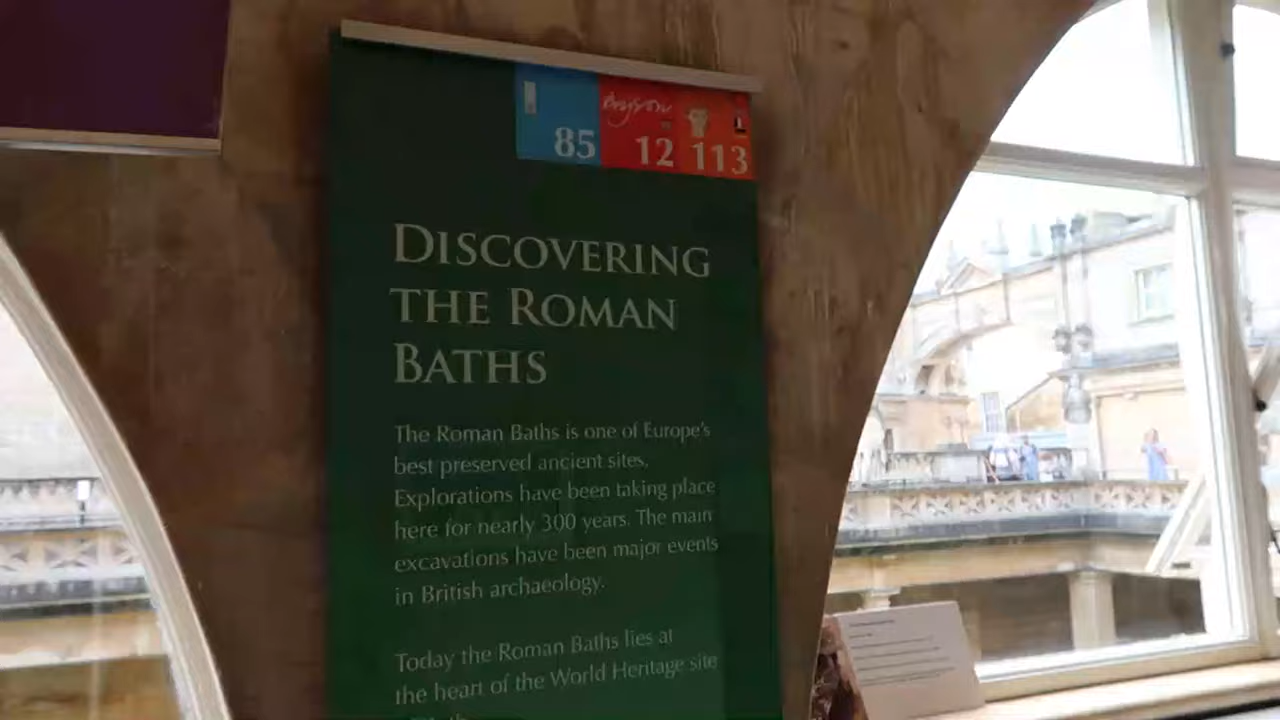 85 Bryson 12 113
DISCOVERING
THE ROMAN
BATHS
The Roman Baths is one of Europe's
best preserved ancient sites.
Explorations have been taking place
here for nearly 300 years. The main
excavations have been major events
in British archaeology.
Today the Roman Baths lies at
the heart of the World Heritage site